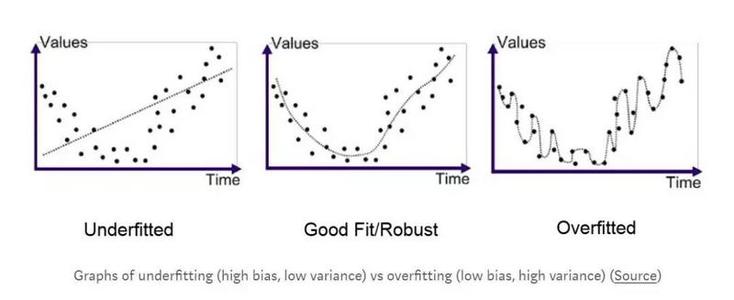 Values
Time
Underfitted
Values
Time
Good Fit/Robust
Values
Time
Overfitted
Graphs of underfitting (high bias, low variance) vs overfitting (low bias, high variance) (Source)